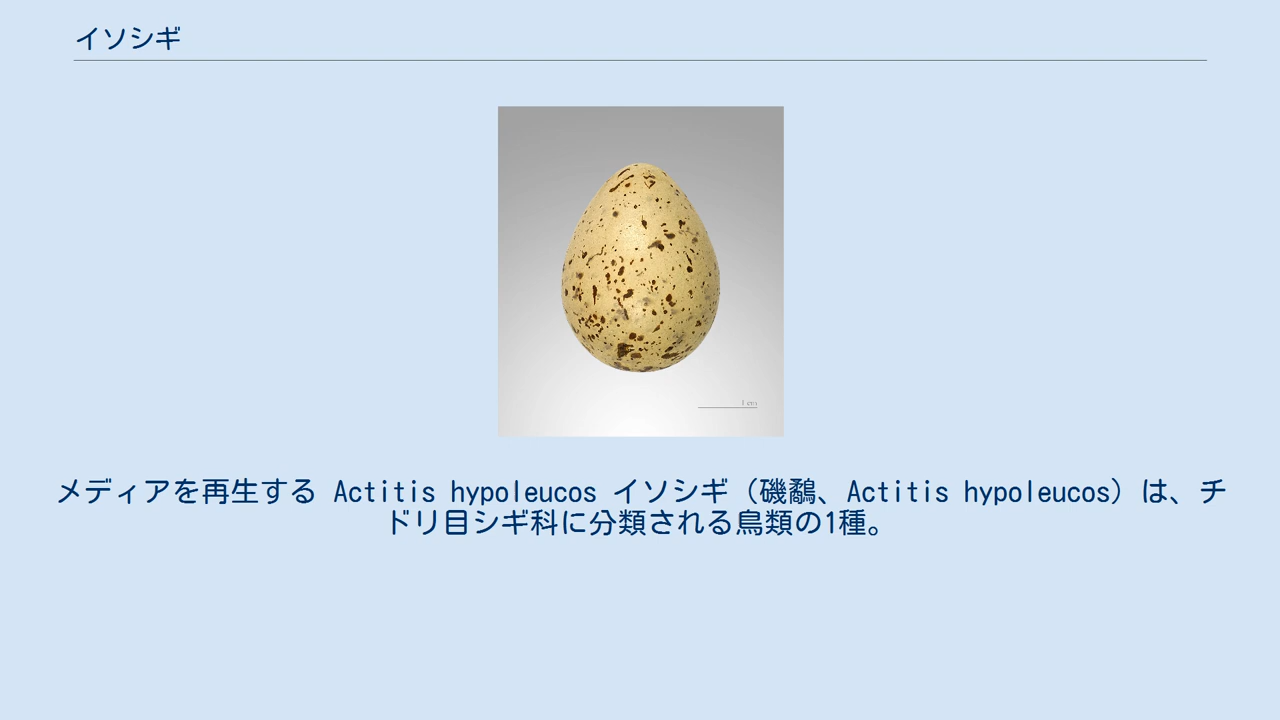 イソシギ
1 cm
メディアを再生する Actitis hypoleucos イソシギ（磯鷸、Actitis hypoleucos）は、チ
ドリ目シギ科に分類される鳥類の1種。